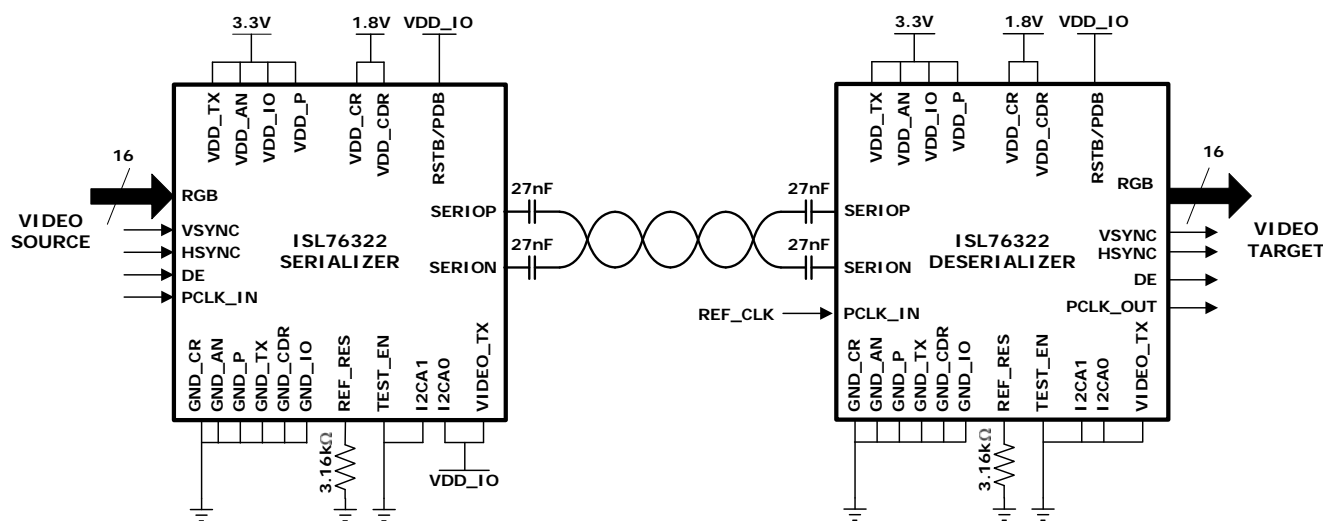 3.3V
1.8V
VDD_IO
3.3V
1.8V
VDD_IO
VDD_TX
VDD_AN
VDD_IO
VDD_P
VDD_CR
VDD_CDR
RSTB/PDB
VDD_TX
VDD_AN
VDD_IO
VDD_P
VDD_CR
VDD_CDR
RSTB/PDB
16
RGB
VIDEO
SOURCE
VSYNC
HSYNC
DE
PCLK_IN
ISL76322
SERIALIZER
SERIOP
SERION
27nF
27nF
27nF
27nF
SERIOP
SERION
ISL76322
DESERIALIZER
REF_CLK
PCLK_IN
16
RGB
VSYNC
HSYNC
DE
PCLK_OUT
VIDEO
TARGET
GND_CR
GND_AN
GND_P
GND_TX
GND_CDR
GND_IO
REF_RES
TEST_EN
I2CA1
I2CA0
VIDEO_TX
3.16kΩ
VDD_IO
GND_CR
GND_AN
GND_P
GND_TX
GND_CDR
GND_IO
REF_RES
TEST_EN
I2CA1
I2CA0
VIDEO_TX
3.16kΩ